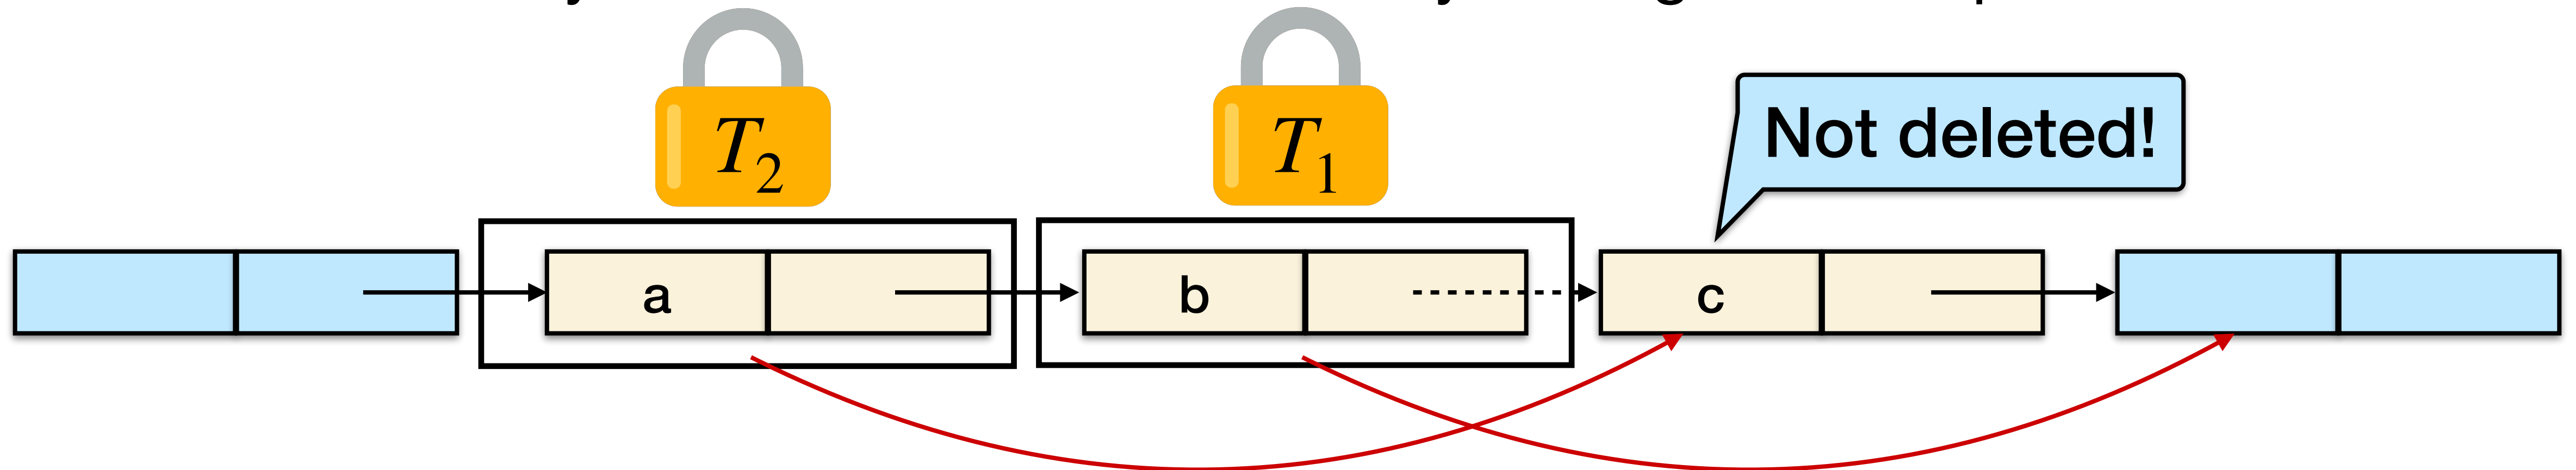 T₂
T₁
Not deleted!
a
b
c